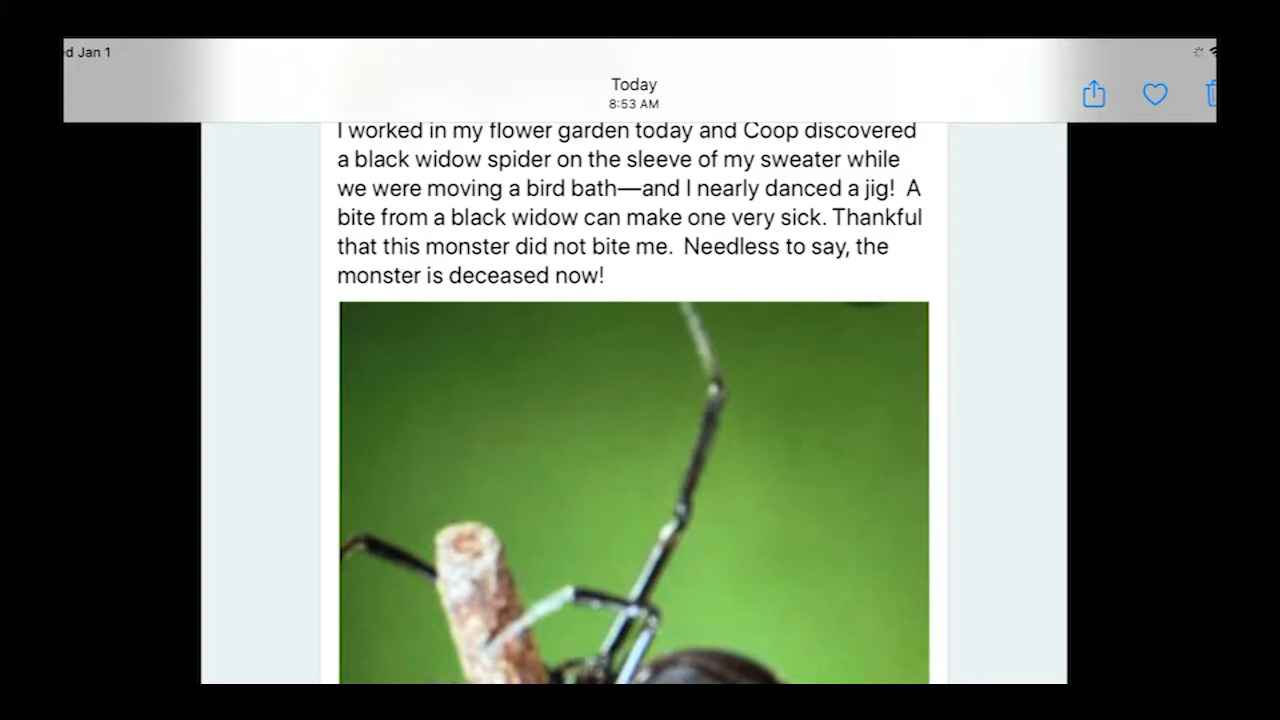 d Jan 1
Today
8:53 AM
I worked in my flower garden today and Coop discovered
a black widow spider on the sleeve of my sweater while
we were moving a bird bath—and I nearly danced a jig!  A
bite from a black widow can make one very sick. Thankful
that this monster did not bite me.  Needless to say, the
monster is deceased now!